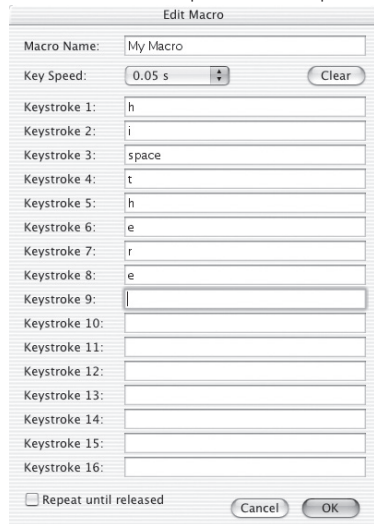 Edit Macro
Macro Name: My Macro
Key Speed: 0.05 s Clear
Keystroke 1: h
Keystroke 2: i
Keystroke 3: space
Keystroke 4: t
Keystroke 5: h
Keystroke 6: e
Keystroke 7: r
Keystroke 8: e
Keystroke 9:
Keystroke 10:
Keystroke 11:
Keystroke 12:
Keystroke 13:
Keystroke 14:
Keystroke 15:
Keystroke 16:
Repeat until released Cancel OK